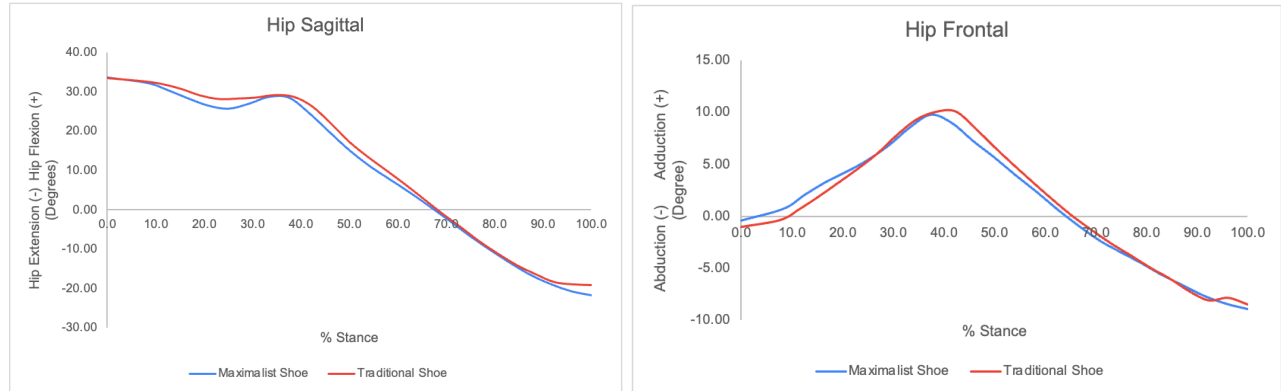 Hip Sagittal
40.00
30.00
20.00
10.00
0.00
-10.00
-20.00
-30.00
0.0 10.0 20.0 30.0 40.0 50.0 60.0 70.0 80.0 90.0 100.0
Hip Extension (-) Hip Flexion (+)
(Degrees)
% Stance
Maximalist Shoe Traditional Shoe
Hip Frontal
15.00
10.00
5.00
0.00
-5.00
-10.00
0.0 10.0 20.0 30.0 40.0 50.0 60.0 70.0 80.0 90.0 100.0
Abduction (-) Adduction (+)
(Degree)
% Stance
Maximalist Shoe Traditional Shoe